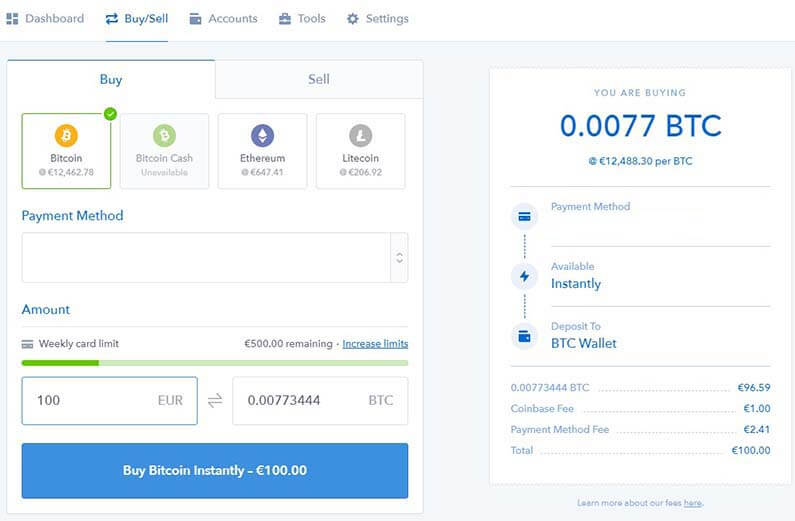 Dashboard Buy/Sell Accounts Tools Settings
Buy Sell
Bitcoin
@ €12,462.78
Bitcoin Cash
Unavailable
Ethereum
@ €647.41
Litecoin
@ €206.92
Payment Method
Amount
Weekly card limit €500.00 remaining · Increase limits
100 EUR 0.00773444 BTC
Buy Bitcoin Instantly – €100.00
YOU ARE BUYING
0.0077 BTC
@ €12,488.30 per BTC
Payment Method
Available
Instantly
Deposit To
BTC Wallet
0.00773444 BTC €96.59
Coinbase Fee €1.00
Payment Method Fee €2.41
Total €100.00
Learn more about our fees here.